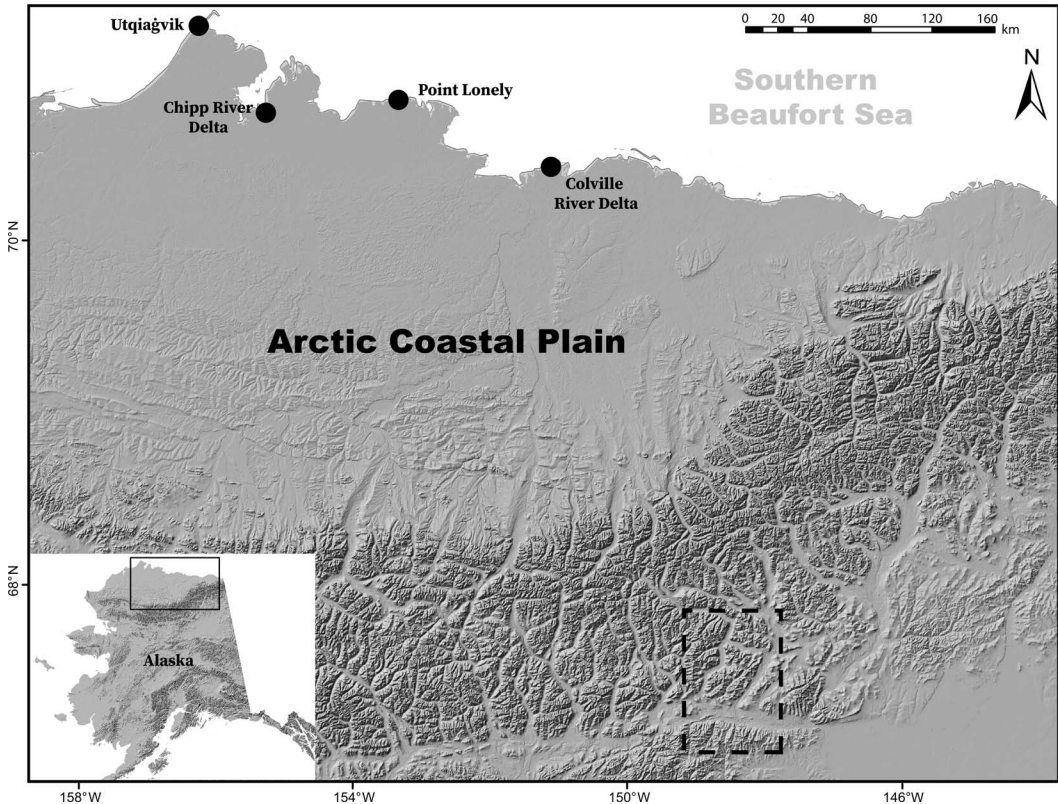 Utqiaġvik
0 20 40 80 120 160
km
N
Point Lonely
Southern
Beaufort Sea
Chipp River
Delta
Colville
River Delta
70°N
Arctic Coastal Plain
68°N
Alaska
158°W 154°W 150°W 146°W